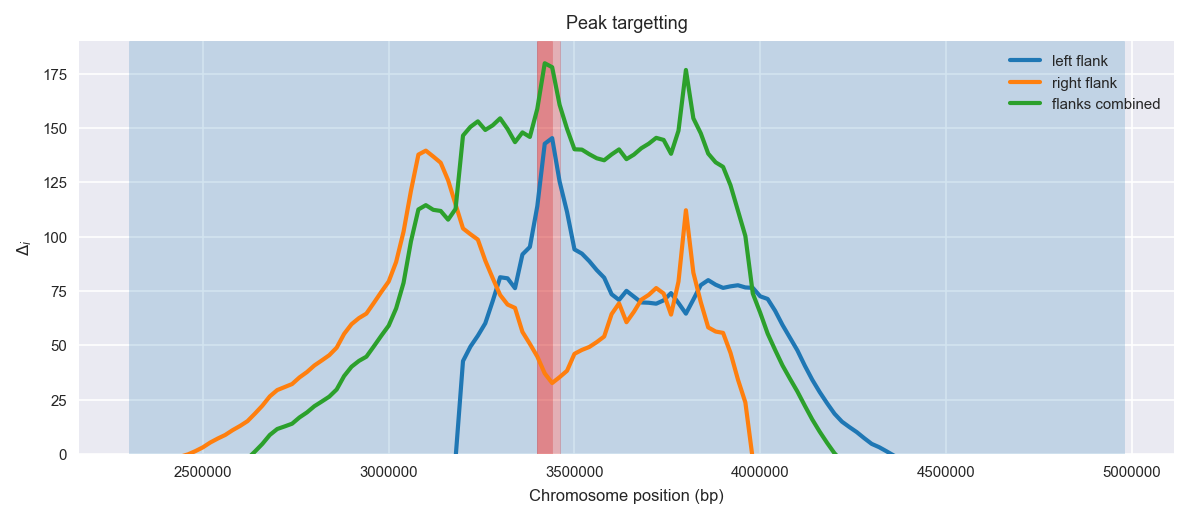 Peak targetting
left flank
right flank
flanks combined
175
150
125
100
75
50
25
0
Δi
2500000 3000000 3500000 4000000 4500000 5000000
Chromosome position (bp)